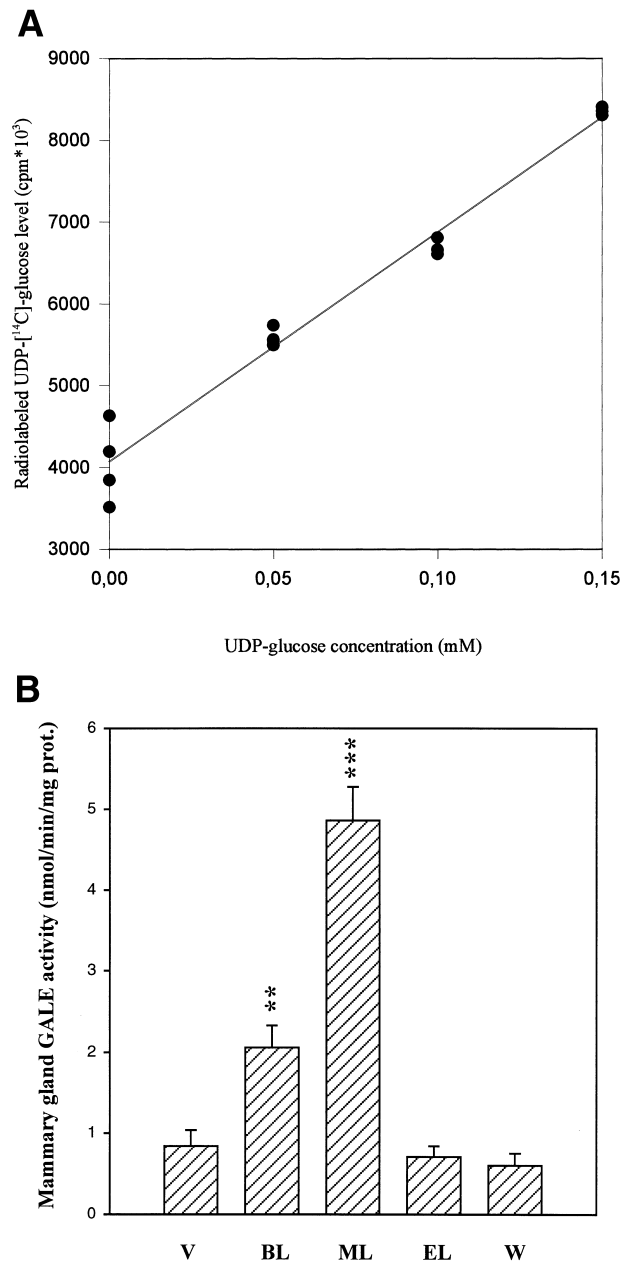 A
Radiolabeled UDP-[14C]-glucose level (cpm*10³)
9000
8000
7000
6000
5000
4000
3000
0,00 0,05 0,10 0,15
UDP-glucose concentration (mM)
B
Mammary gland GALE activity (nmol/min/mg prot.)
6
5
4
3
2
1
0
***
**
V BL ML EL W